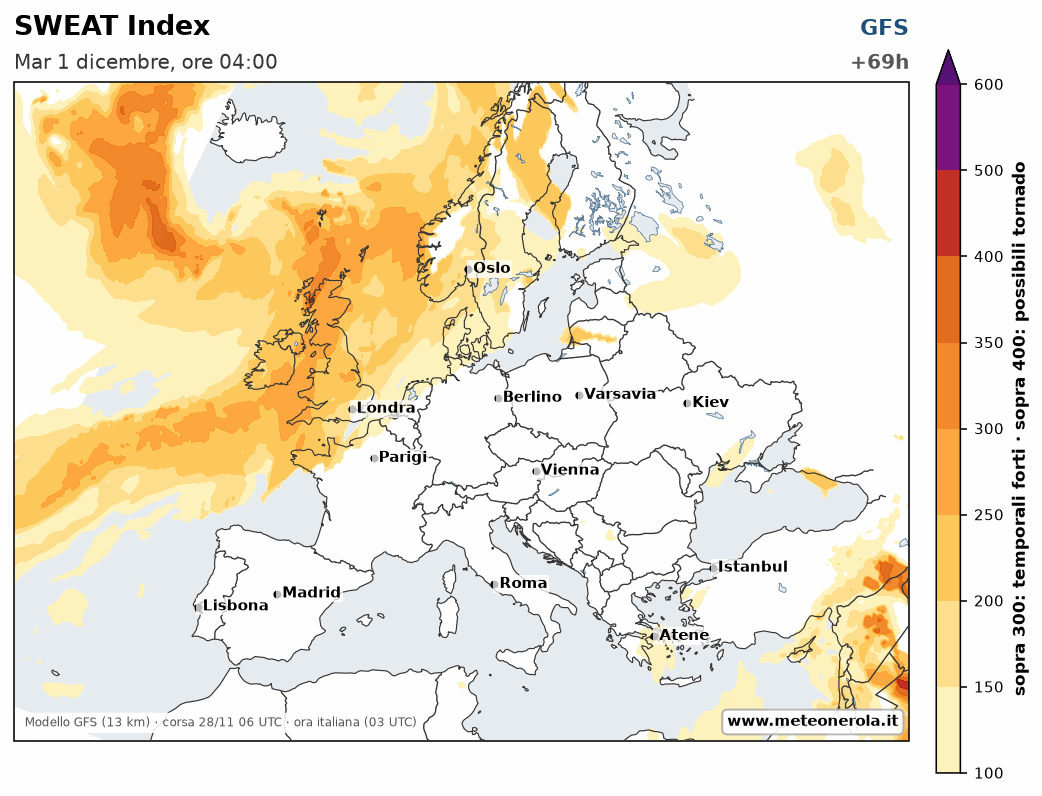 SWEAT Index
GFS
Mar 1 dicembre, ore 04:00
+69h
600
500
400
350
300
250
200
150
100
sopra 300: temporali forti · sopra 400: possibili tornado
Oslo
Londra
Berlino
Varsavia
Kiev
Parigi
Vienna
Istanbul
Roma
Madrid
Lisbona
Atene
Modello GFS (13 km) · corsa 28/11 06 UTC · ora italiana (03 UTC)
www.meteonerola.it